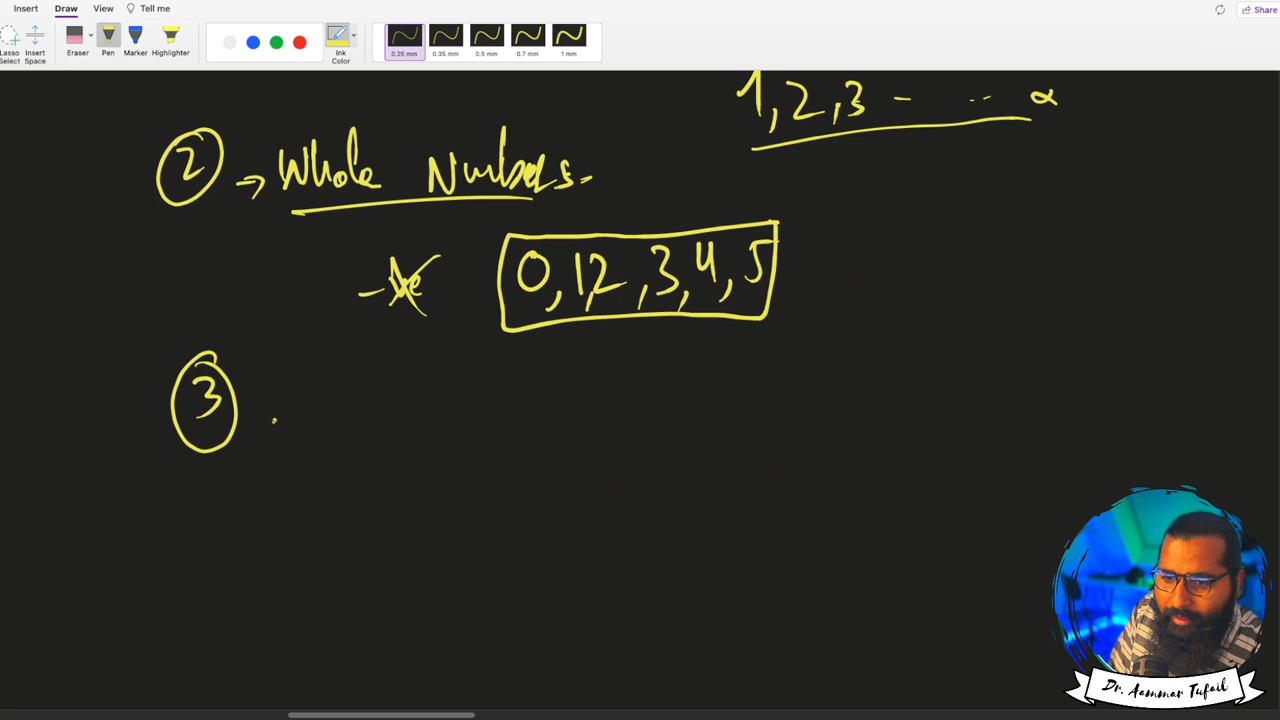 Insert Draw View Tell me
Share
Lasso Select
Insert Space
Eraser
Pen
Marker
Highlighter
Ink Color
0.25 mm
0.35 mm
0.5 mm
0.7 mm
1 mm
1, 2, 3 - ... ∝
2 → Whole Numbers.
0, 1, 2, 3, 4, 5
3
Dr. Aammar Tufail